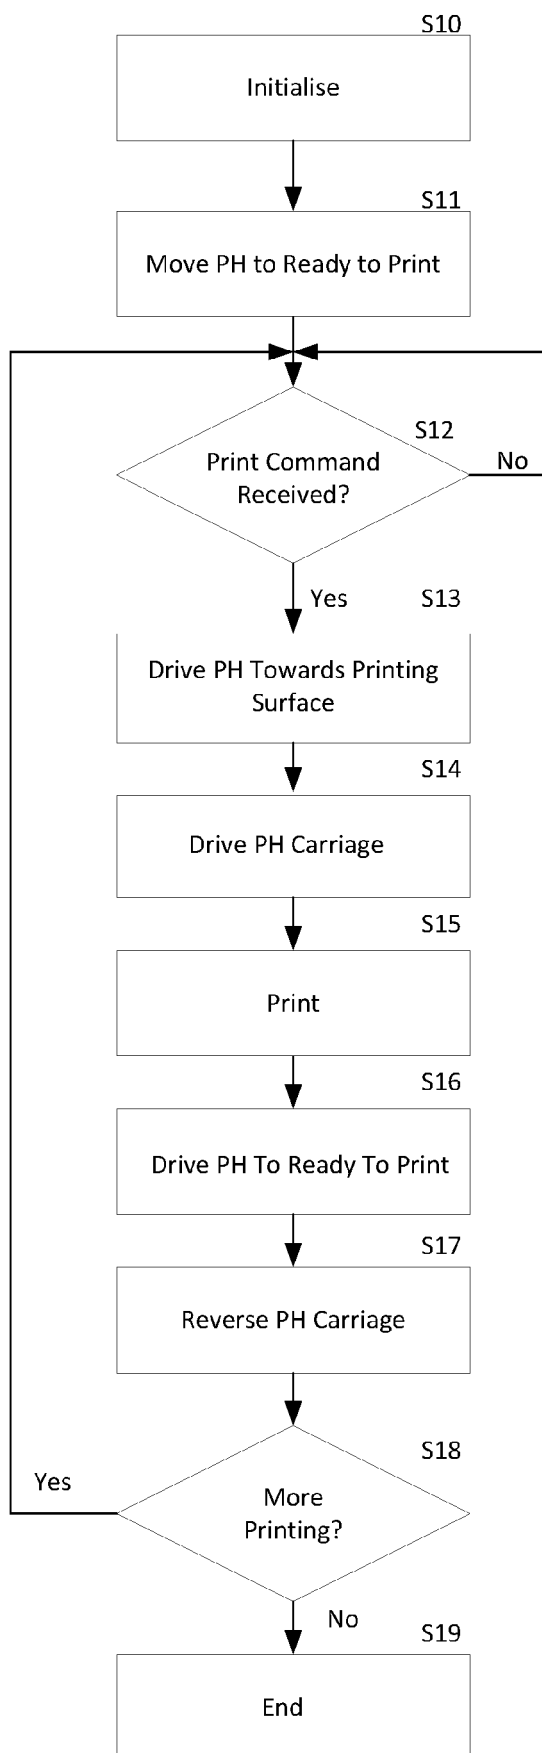 S10
Initialise
S11
Move PH to Ready to Print
S12
Print Command
Received?
No
Yes
S13
Drive PH Towards Printing
Surface
S14
Drive PH Carriage
S15
Print
S16
Drive PH To Ready To Print
S17
Reverse PH Carriage
S18
Yes
More
Printing?
No
S19
End